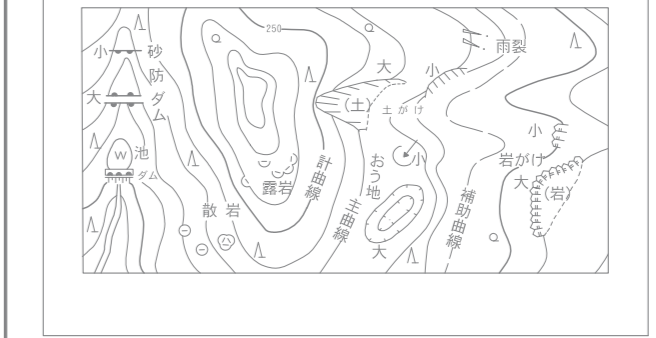 250
小 砂防ダム
大
W 池
ダム
露岩
散岩
計曲線
主曲線
大
(土)
土がけ
小
雨裂
おう地
小
大
補助曲線
小
岩がけ
大
(岩)